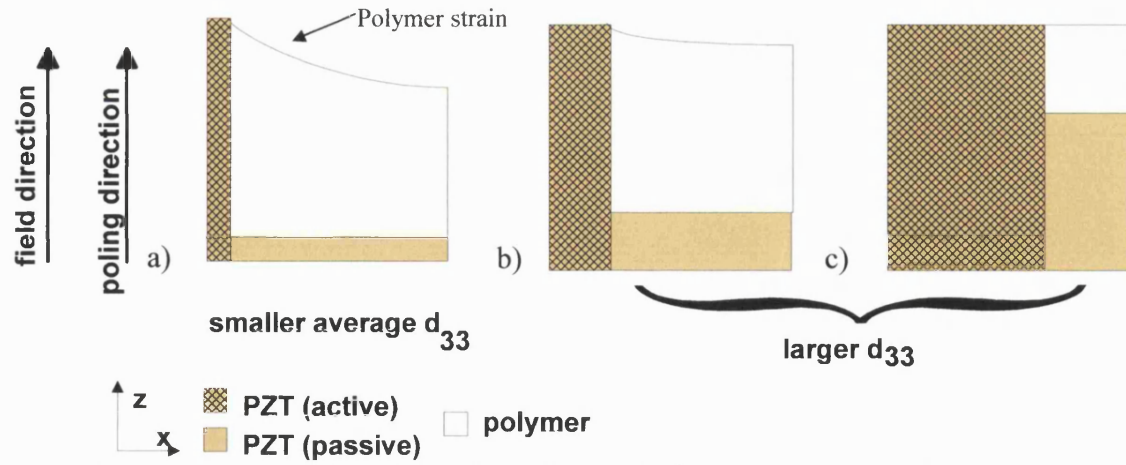 Polymer strain
field direction
poling direction
a)
b)
c)
smaller average d33
larger d33
z
x
PZT (active)
PZT (passive)
polymer